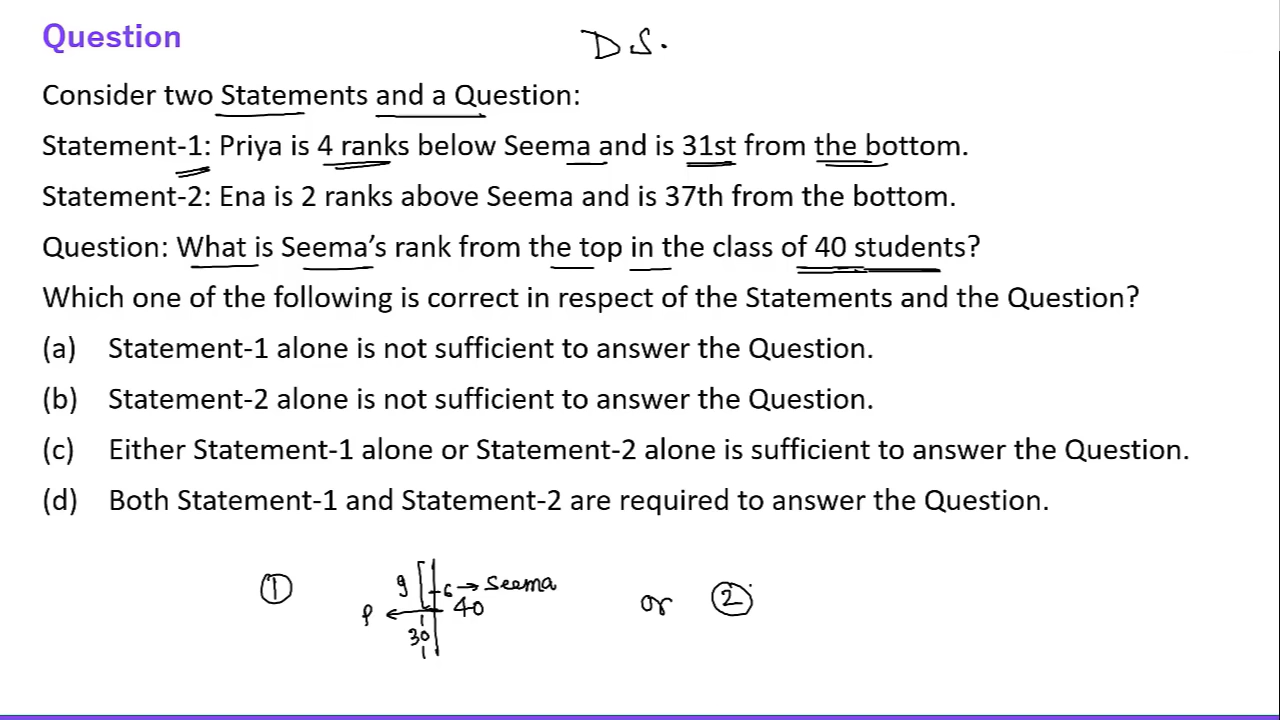 Question
D S.
Consider two Statements and a Question:
Statement-1: Priya is 4 ranks below Seema and is 31st from the bottom.
Statement-2: Ena is 2 ranks above Seema and is 37th from the bottom.
Question: What is Seema’s rank from the top in the class of 40 students?
Which one of the following is correct in respect of the Statements and the Question?
(a) Statement-1 alone is not sufficient to answer the Question.
(b) Statement-2 alone is not sufficient to answer the Question.
(c) Either Statement-1 alone or Statement-2 alone is sufficient to answer the Question.
(d) Both Statement-1 and Statement-2 are required to answer the Question.
1 9 6 → Seema or 2
P ← 40
30